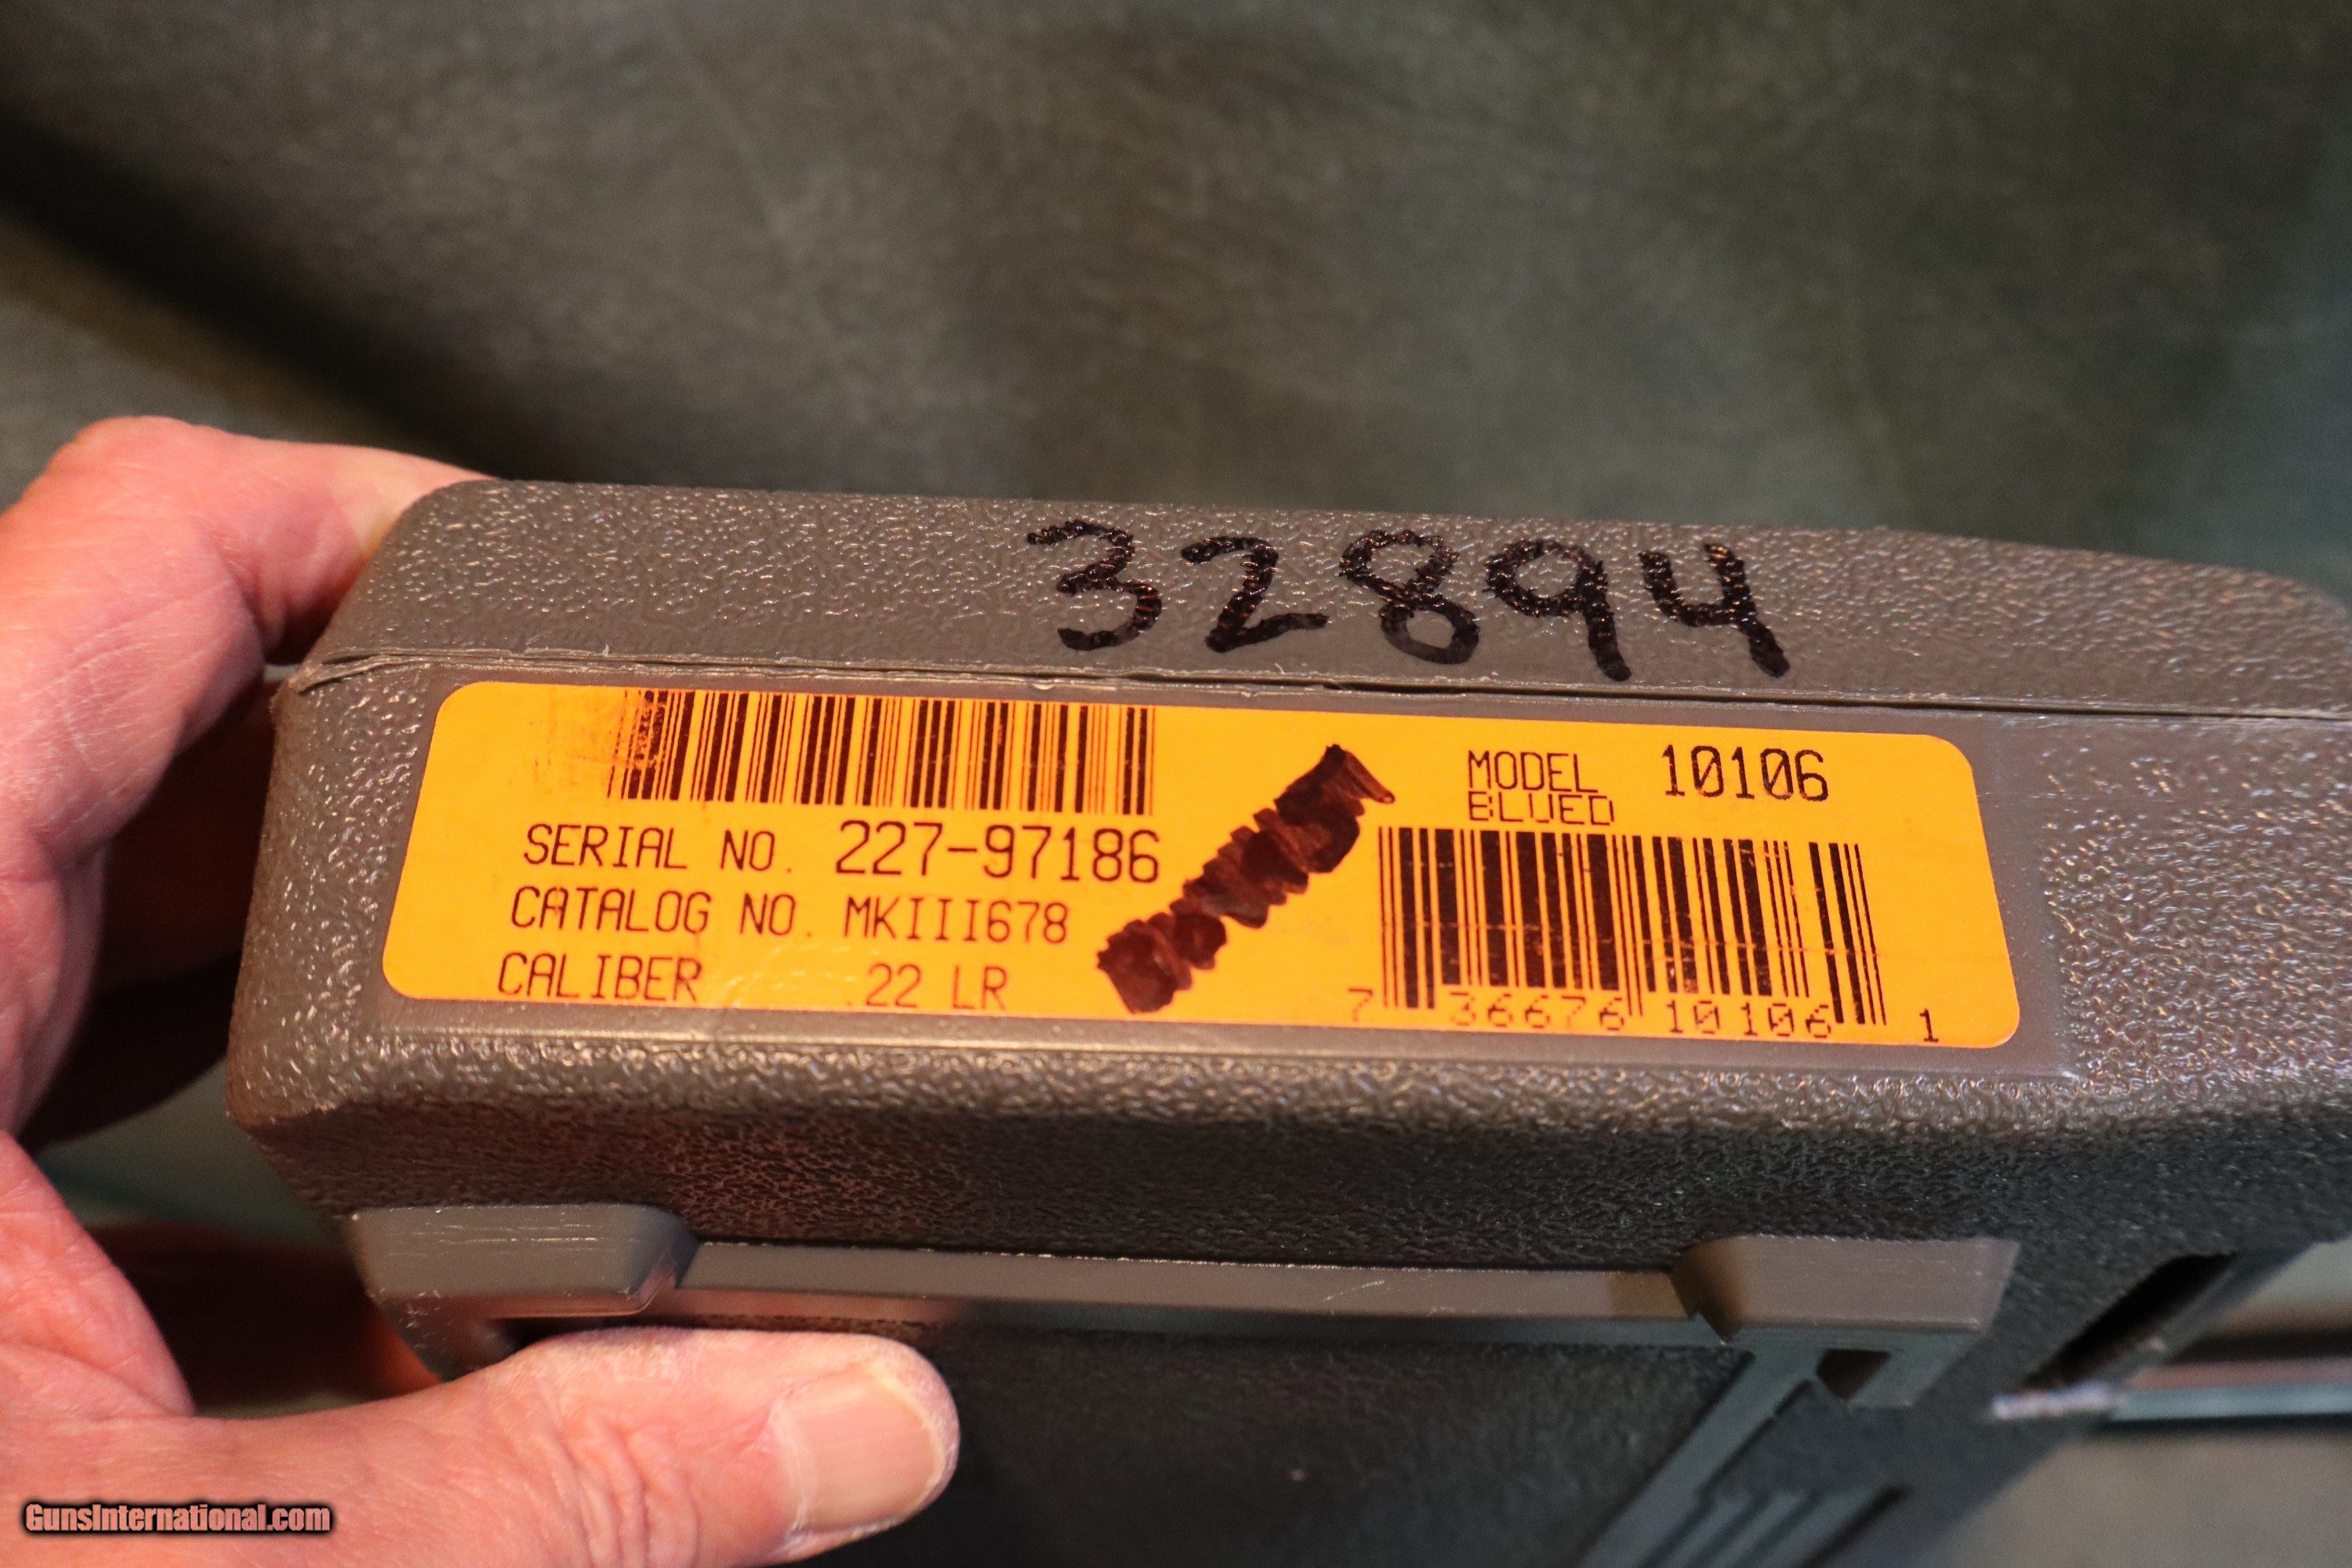 32894
MODEL 10106
BLUED
SERIAL NO. 227-97186
CATALOG NO. MKIII678
CALIBER .22 LR
7 36676 10106 1
GunsInternational.com